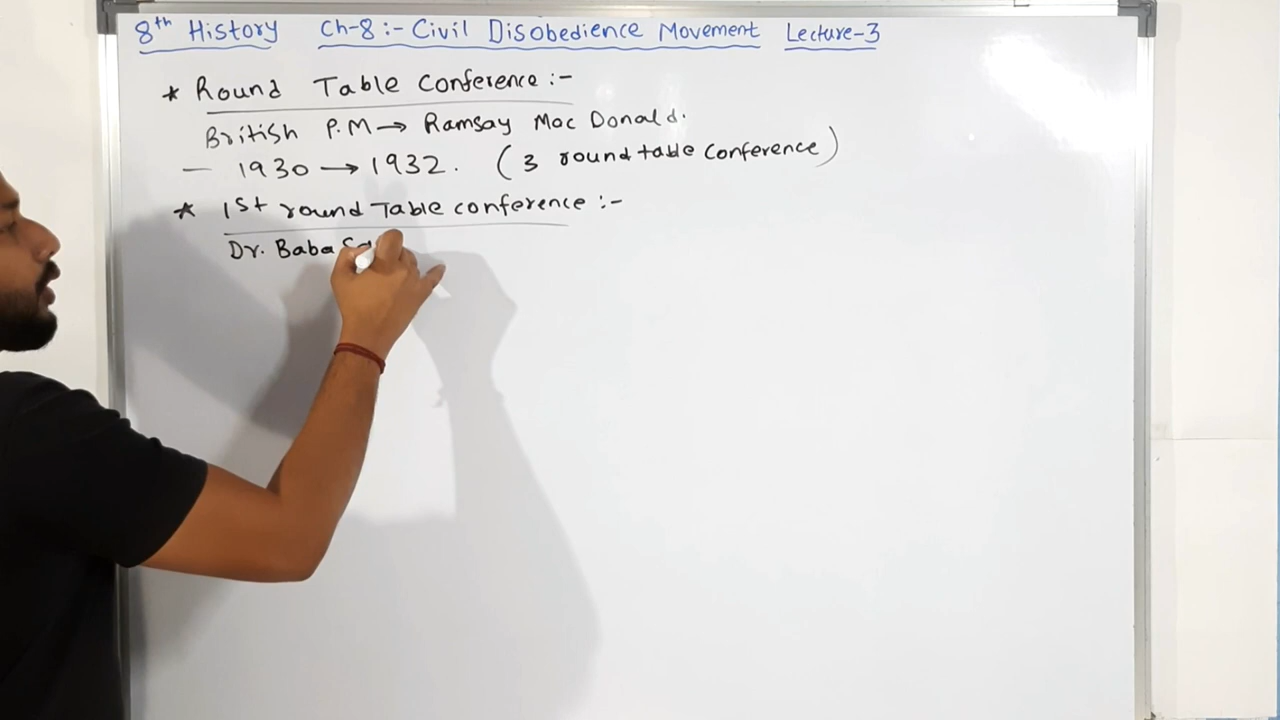 8th History Ch-8:- Civil Disobedience Movement Lecture-3
* Round Table Conference:-
British P.M→ Ramsay Mac Donald.
— 1930 → 1932. (3 round table conference)
* 1st round Table conference :-
Dr. Baba